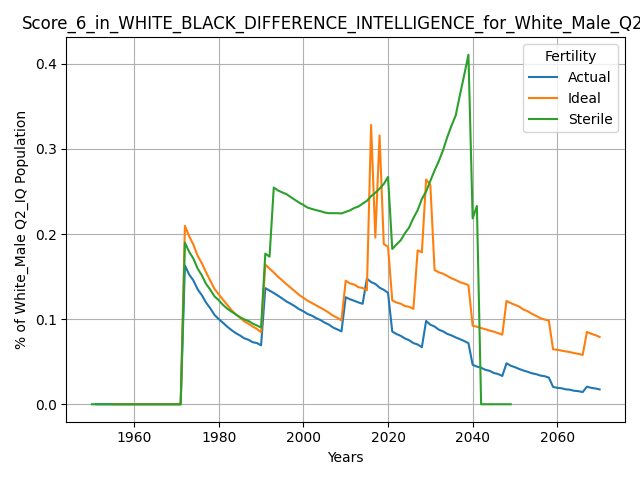 Score_6_in_WHITE_BLACK_DIFFERENCE_INTELLIGENCE_for_White_Male_Q2
% of White_Male Q2_IQ Population
0.4
0.3
0.2
0.1
0.0
Fertility
Actual
Ideal
Sterile
1960
1980
2000
2020
2040
2060
Years